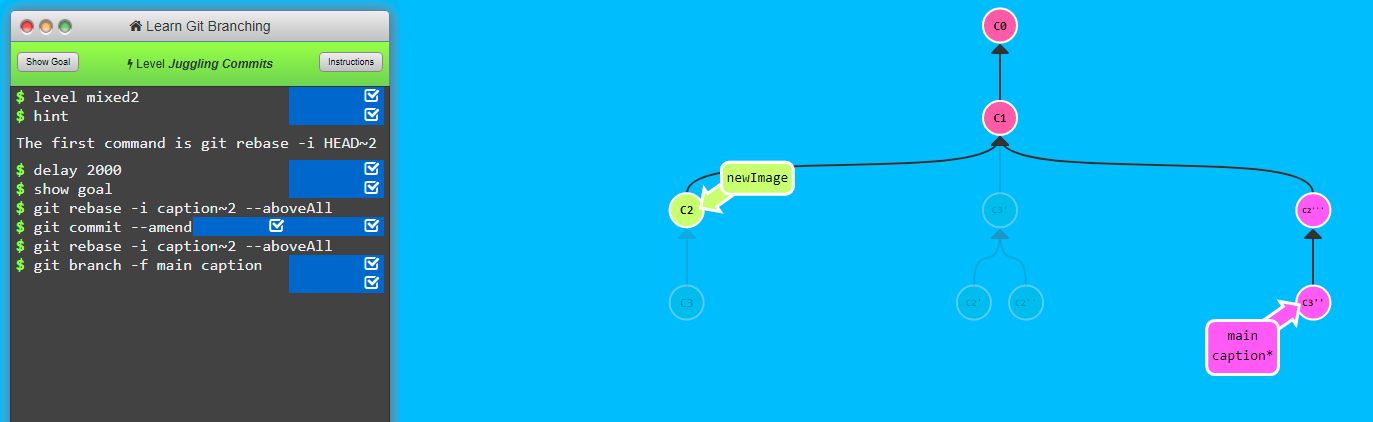 Learn Git Branching
Show Goal
Level Juggling Commits
Instructions
$ level mixed2
$ hint
The first command is git rebase -i HEAD~2
$ delay 2000
$ show goal
$ git rebase -i caption~2 --aboveAll
$ git commit --amend
$ git rebase -i caption~2 --aboveAll
$ git branch -f main caption
C0
C1
newImage
C2
C3'
C2'''
C3
C2'
C2''
C3''
main
caption*